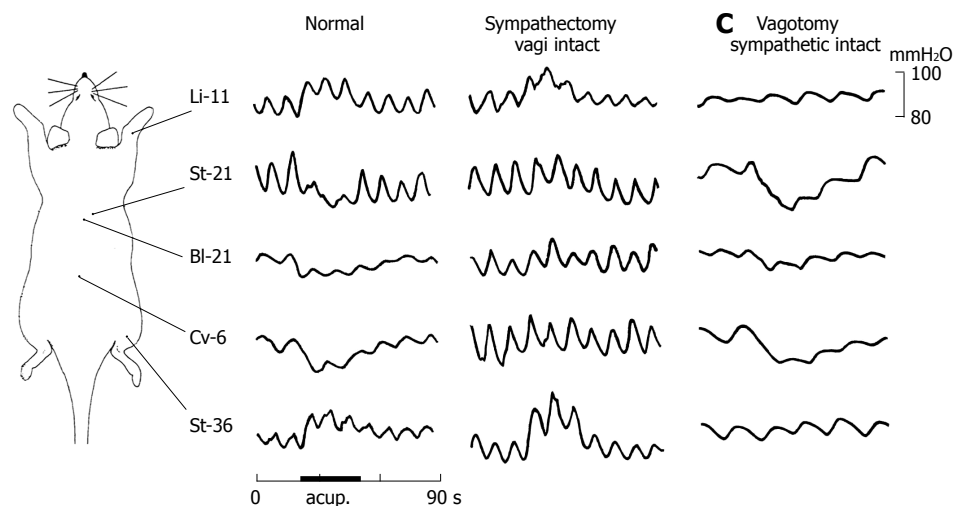 Normal
Sympathectomy
vagi intact
C Vagotomy
sympathetic intact
mmH₂O
100
80
Li-11
St-21
Bl-21
Cv-6
St-36
0 acup. 90 s